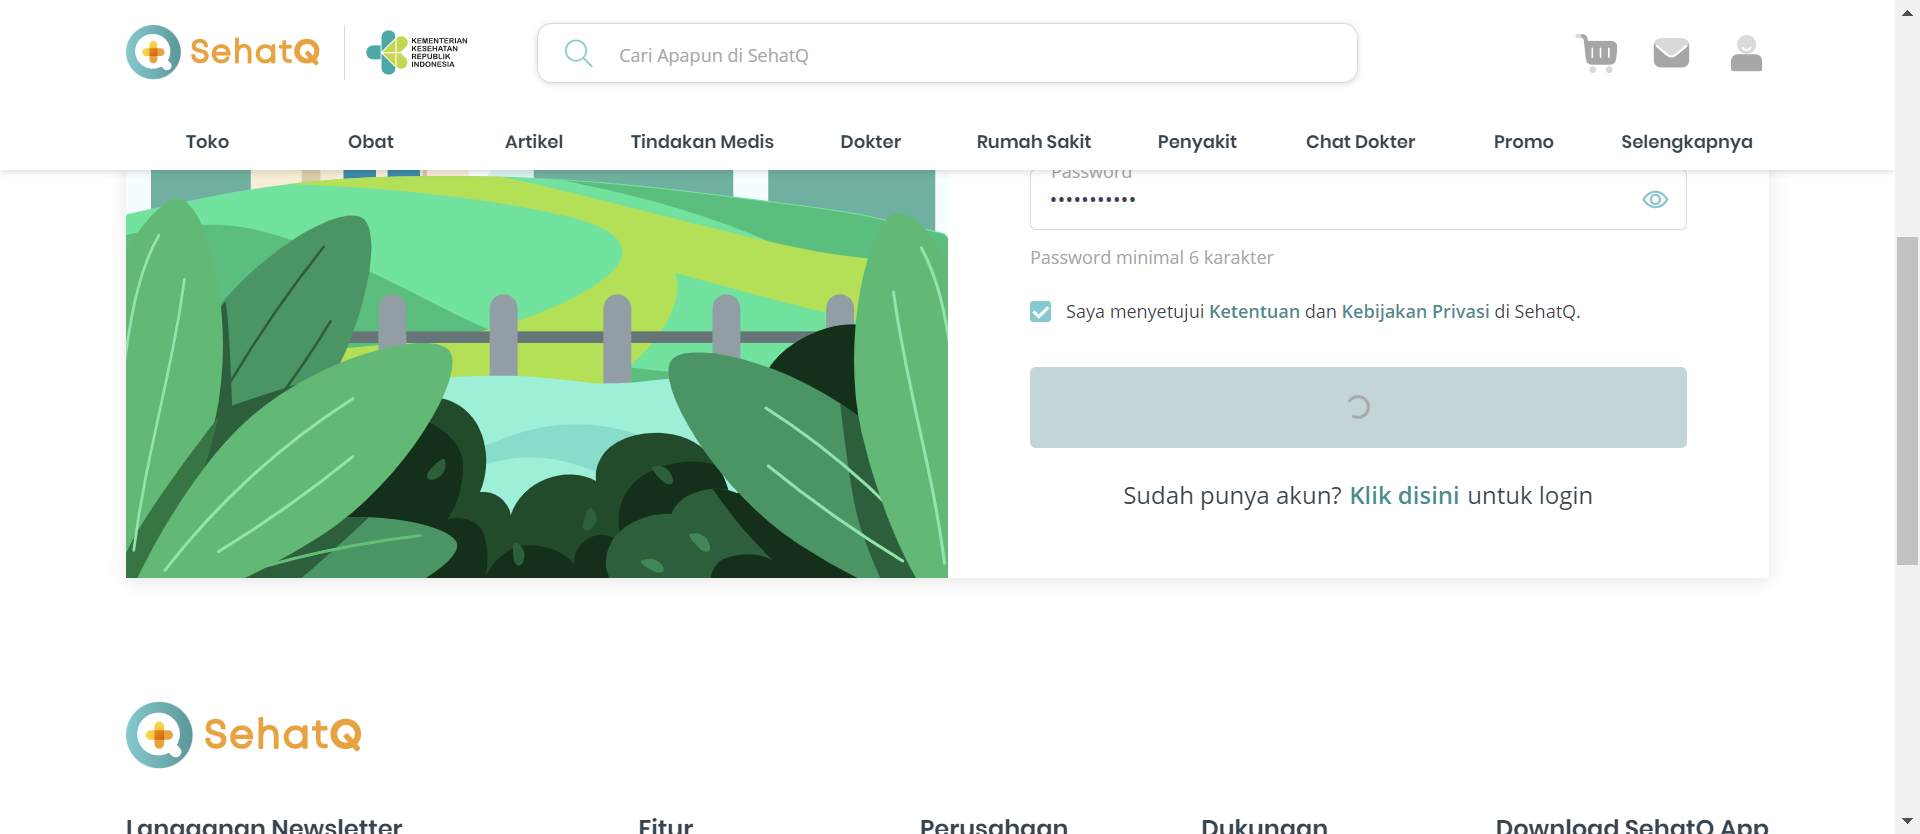 SehatQ
KEMENTERIAN
KESEHATAN
REPUBLIK
INDONESIA
Cari Apapun di SehatQ
Toko
Obat
Artikel
Tindakan Medis
Dokter
Rumah Sakit
Penyakit
Chat Dokter
Promo
Selengkapnya
Password
•••••••••••
Password minimal 6 karakter
Saya menyetujui Ketentuan dan Kebijakan Privasi di SehatQ.
Sudah punya akun? Klik disini untuk login
SehatQ
Langganan Newsletter
Fitur
Perusahaan
Dukungan
Download SehatQ App